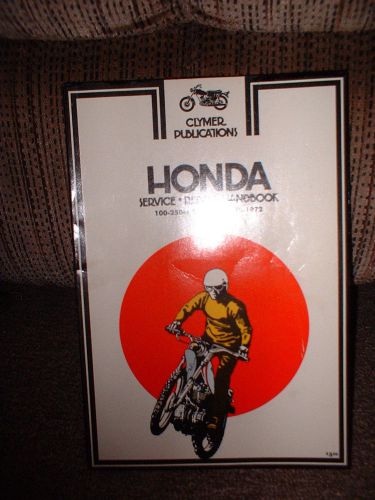 CLYMER
PUBLICATIONS
HONDA
SERVICE • HANDBOOK
100-250 1972